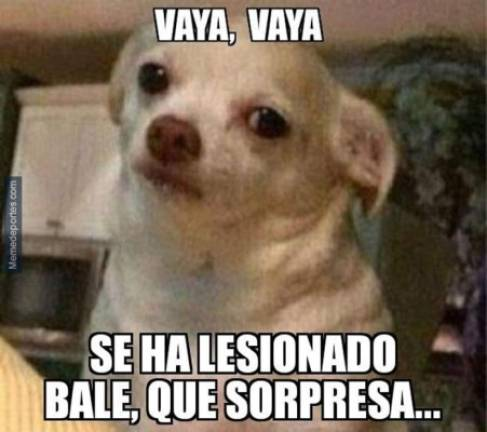 VAYA, VAYA
Memedeportes.com
SE HA LESIONADO
BALE, QUE SORPRESA...